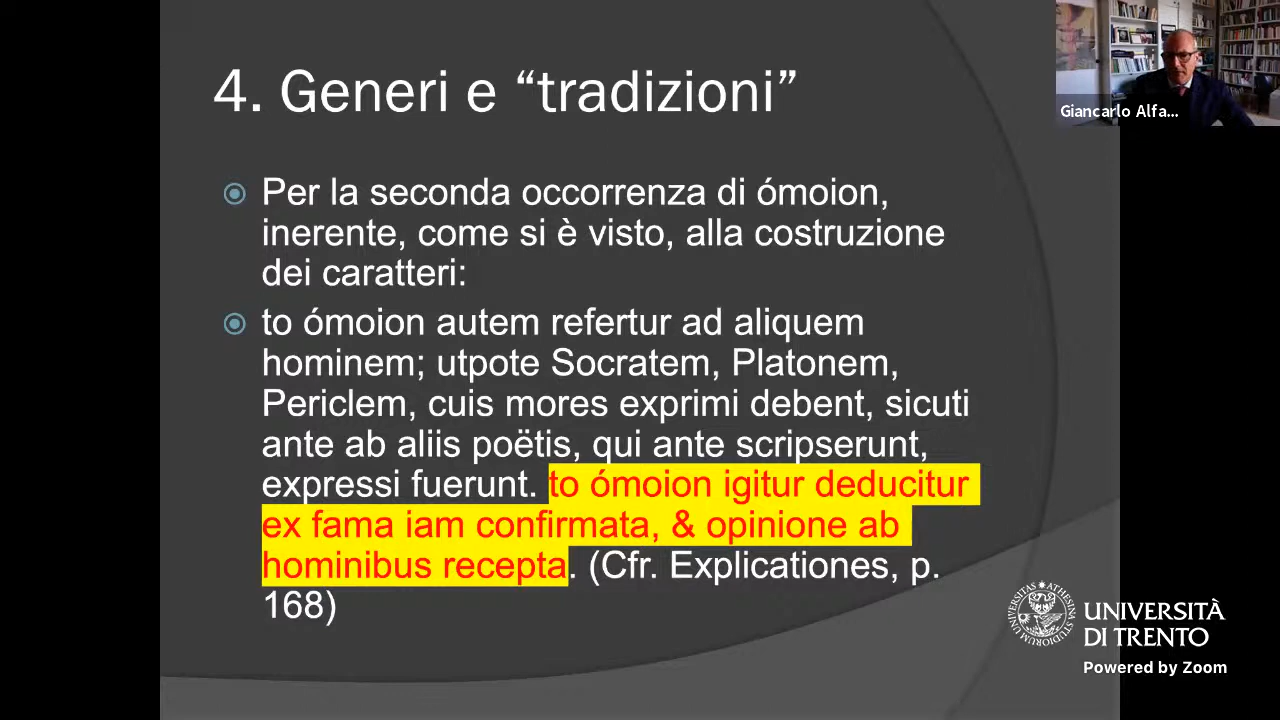 4. Generi e “tradizioni”
Giancarlo Alfa...
Per la seconda occorrenza di ómoion,
inerente, come si è visto, alla costruzione
dei caratteri:
to ómoion autem refertur ad aliquem
hominem; utpote Socratem, Platonem,
Periclem, cuis mores exprimi debent, sicuti
ante ab aliis poëtis, qui ante scripserunt,
expressi fuerunt. to ómoion igitur deducitur
ex fama iam confirmata, & opinione ab
hominibus recepta. (Cfr. Explicationes, p.
168)
UNIVERSITÀ
DI TRENTO
Powered by Zoom